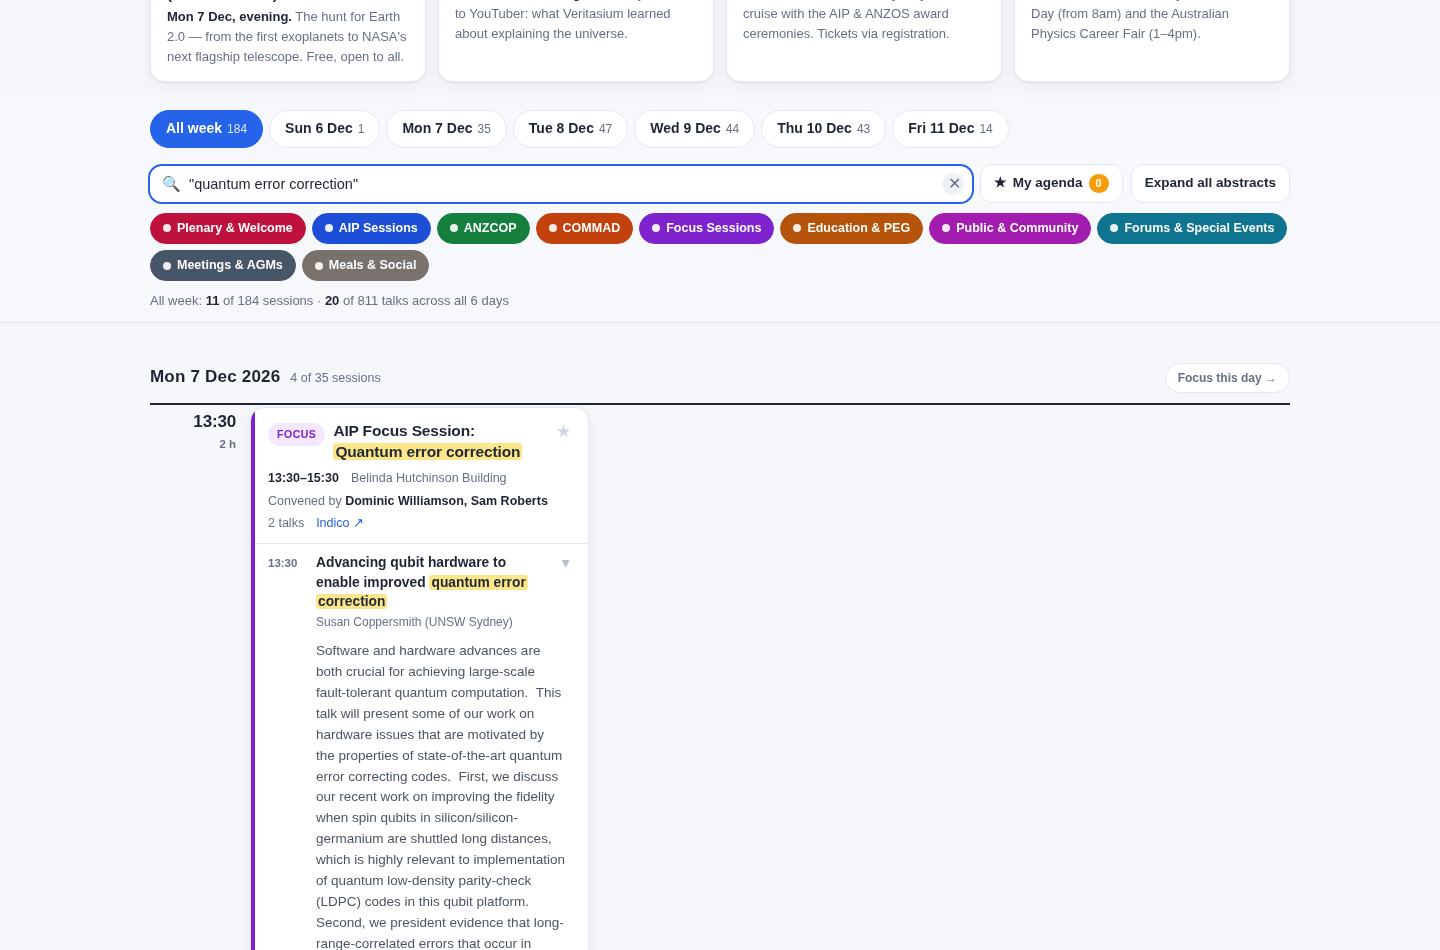 Mon 7 Dec, evening. The hunt for Earth
2.0 — from the first exoplanets to NASA's
next flagship telescope. Free, open to all.
to YouTuber: what Veritasium learned
about explaining the universe.
cruise with the AIP & ANZOS award
ceremonies. Tickets via registration.
Day (from 8am) and the Australian
Physics Career Fair (1–4pm).
All week 184
Sun 6 Dec 1
Mon 7 Dec 35
Tue 8 Dec 47
Wed 9 Dec 44
Thu 10 Dec 43
Fri 11 Dec 14
🔍 "quantum error correction" ✕
★ My agenda 0
Expand all abstracts
Plenary & Welcome
AIP Sessions
ANZCOP
COMMAD
Focus Sessions
Education & PEG
Public & Community
Forums & Special Events
Meetings & AGMs
Meals & Social
All week: 11 of 184 sessions · 20 of 811 talks across all 6 days
Mon 7 Dec 2026 4 of 35 sessions
Focus this day →
13:30
2 h
FOCUS
AIP Focus Session:
Quantum error correction
★
13:30–15:30 Belinda Hutchinson Building
Convened by Dominic Williamson, Sam Roberts
2 talks Indico ↗
13:30
Advancing qubit hardware to
enable improved quantum error
correction
▼
Susan Coppersmith (UNSW Sydney)
Software and hardware advances are
both crucial for achieving large-scale
fault-tolerant quantum computation.  This
talk will present some of our work on
hardware issues that are motivated by
the properties of state-of-the-art quantum
error correcting codes.  First, we discuss
our recent work on improving the fidelity
when spin qubits in silicon/silicon-
germanium are shuttled long distances,
which is highly relevant to implementation
of quantum low-density parity-check
(LDPC) codes in this qubit platform.
Second, we president evidence that long-
range-correlated errors that occur in